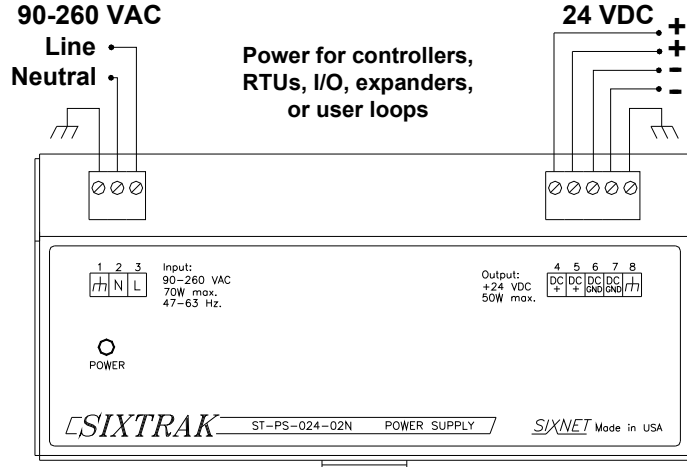 90-260 VAC
Line
Neutral
Power for controllers,
RTUs, I/O, expanders,
or user loops
24 VDC
+
+
-
-
1 2 3
N L
Input:
90-260 VAC
70W max.
47-63 Hz.
Output:
+24 VDC
50W max.
4 5 6 7 8
DC + DC + DC GND DC GND
POWER
SIXTRAK ST-PS-024-02N POWER SUPPLY SIXNET Made in USA